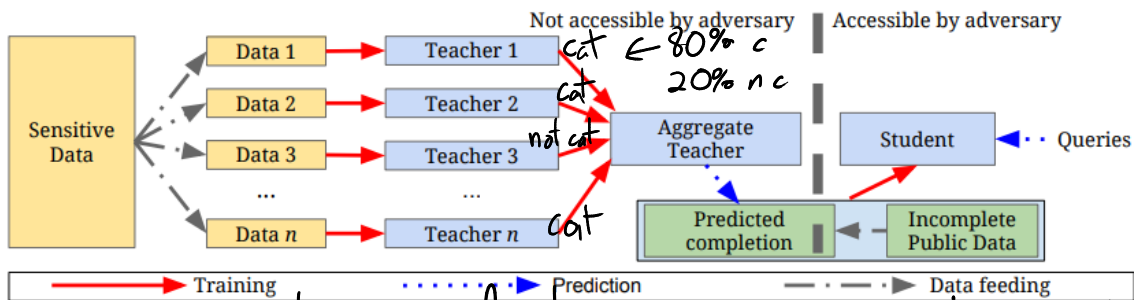 Not accessible by adversary
Accessible by adversary
Sensitive
Data
Data 1
Data 2
Data 3
...
Data n
Teacher 1
Teacher 2
Teacher 3
...
Teacher n
cat ← 80% c
20% n c
cat
not cat
cat
Aggregate
Teacher
Student
Queries
Predicted
completion
Incomplete
Public Data
Training
Prediction
Data feeding